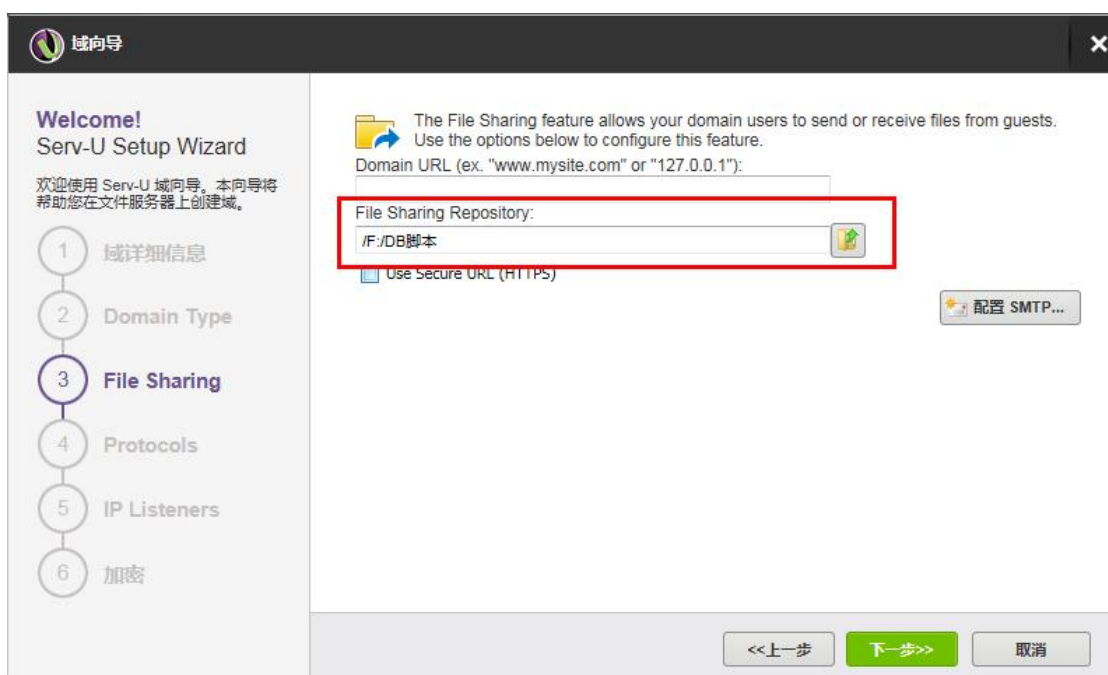 域向导
Welcome!
Serv-U Setup Wizard
欢迎使用 Serv-U 域向导。本向导将
帮助您在文件服务器上创建域。
1 域详细信息
2 Domain Type
3 File Sharing
4 Protocols
5 IP Listeners
6 加密
The File Sharing feature allows your domain users to send or receive files from guests.
Use the options below to configure this feature.
Domain URL (ex. "www.mysite.com" or "127.0.0.1"):
File Sharing Repository:
/F:/DB脚本
Use Secure URL (HTTPS)
配置 SMTP...
<<上一步
下一步>>
取消